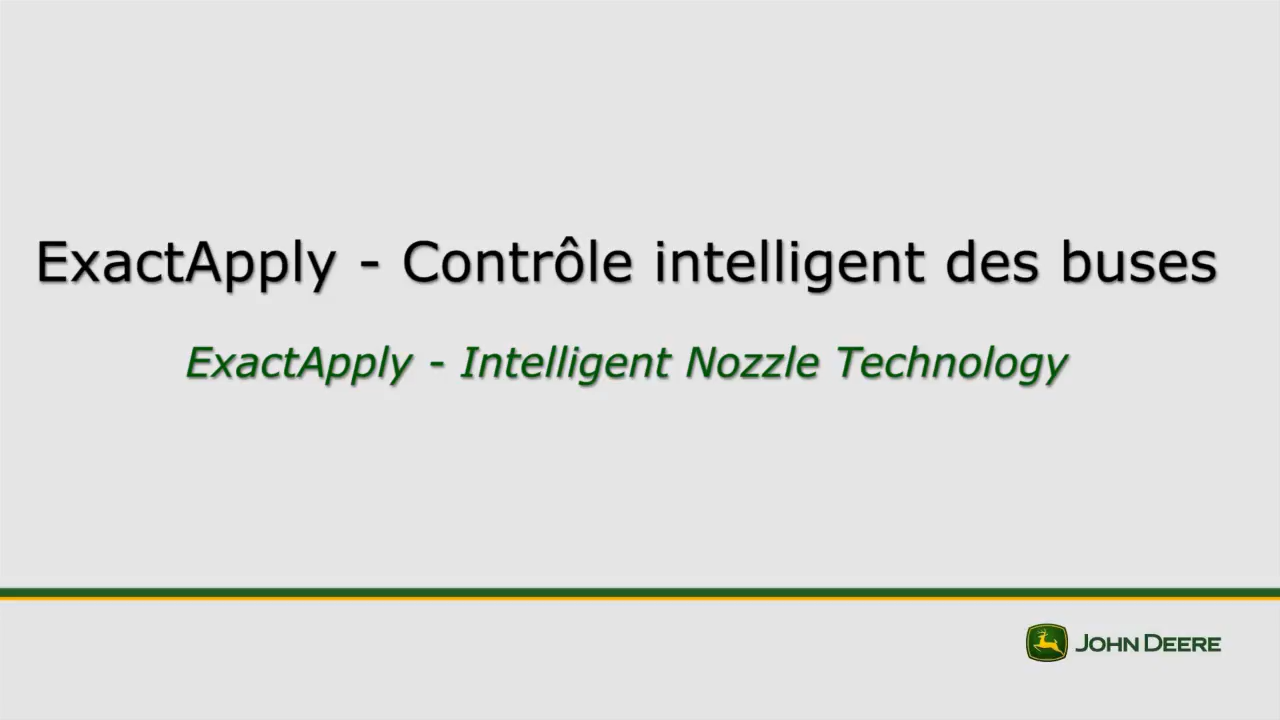 ExactApply - Contrôle intelligent des buses
ExactApply - Intelligent Nozzle Technology
JOHN DEERE